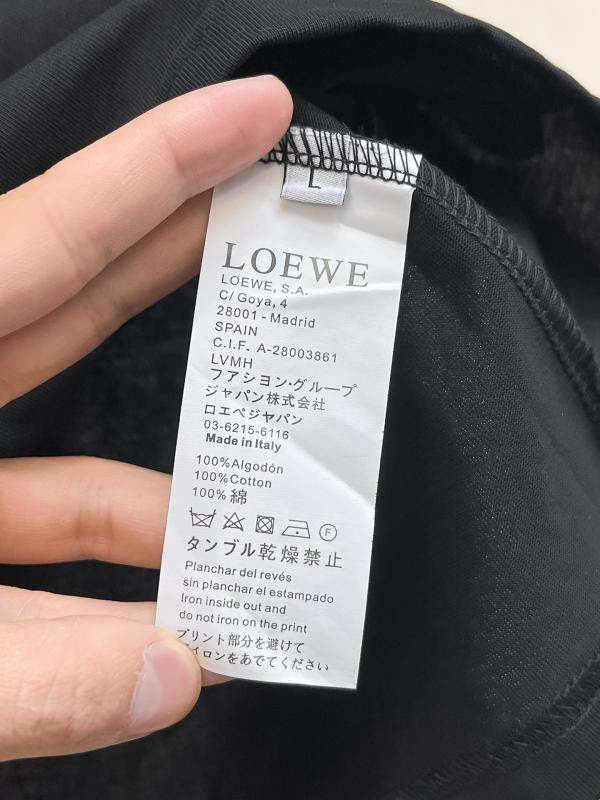 L
LOEWE
LOEWE, S.A.
C/ Goya, 4
28001 - Madrid
SPAIN
C.I.F. A-28003861
LVMH
ファション·グループ
ジャパン株式会社
ロエベジャパン
03-6215-6116
Made in Italy
100%Algodón
100%Cotton
100% 綿
F
タンブル乾燥禁止
Planchar del revés
sin planchar el estampado
Iron inside out and
do not iron on the print
プリント部分を避けて
イロンをあでてください